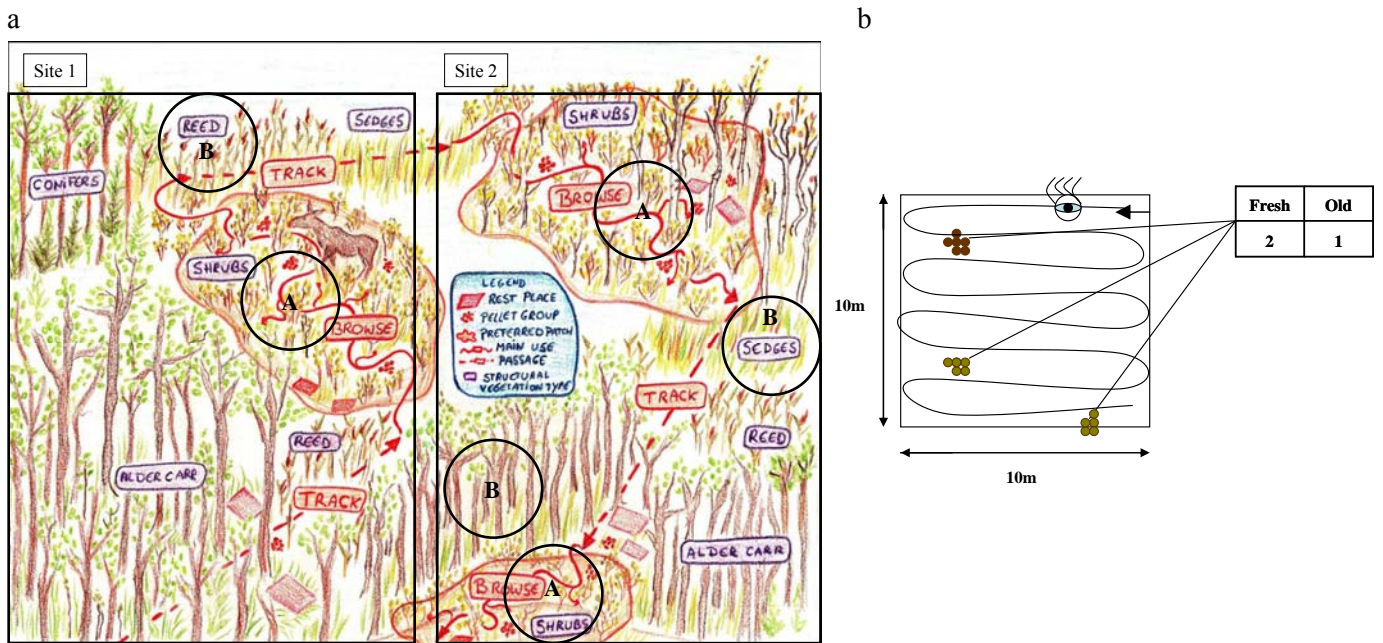 a
Site 1
REED
B
SEDGES
CONIFERS
TRACK
SHRUBS
A
BROWSE
REED
ALDER CARR
TRACK
Site 2
SHRUBS
BROWSE
A
LEGEND
REST PLACE
PELLET GROUP
PREFERRED PATCH
MAIN USE
PASSAGE
STRUCTURAL
VEGETATION TYPE
B
SEDGES
TRACK
REED
B
ALDER CARR
BROWSE
A
SHRUBS
b
Fresh Old
2 1
10m
10m